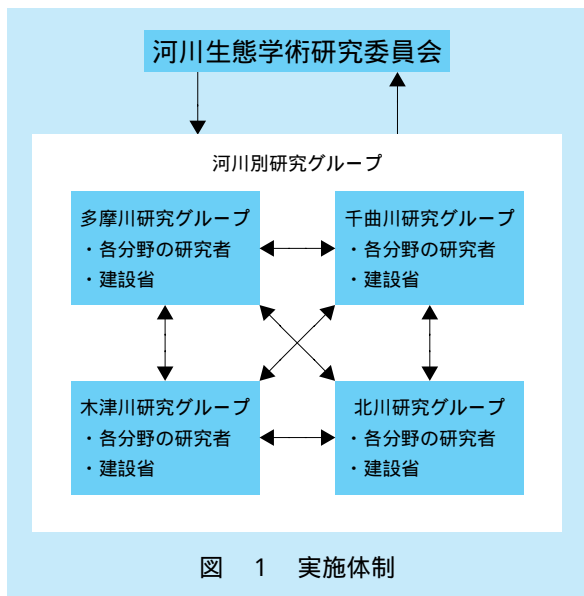 河川生態学術研究委員会
河川別研究グループ
多摩川研究グループ
・各分野の研究者
・建設省
千曲川研究グループ
・各分野の研究者
・建設省
木津川研究グループ
・各分野の研究者
・建設省
北川研究グループ
・各分野の研究者
・建設省
図 1 実施体制